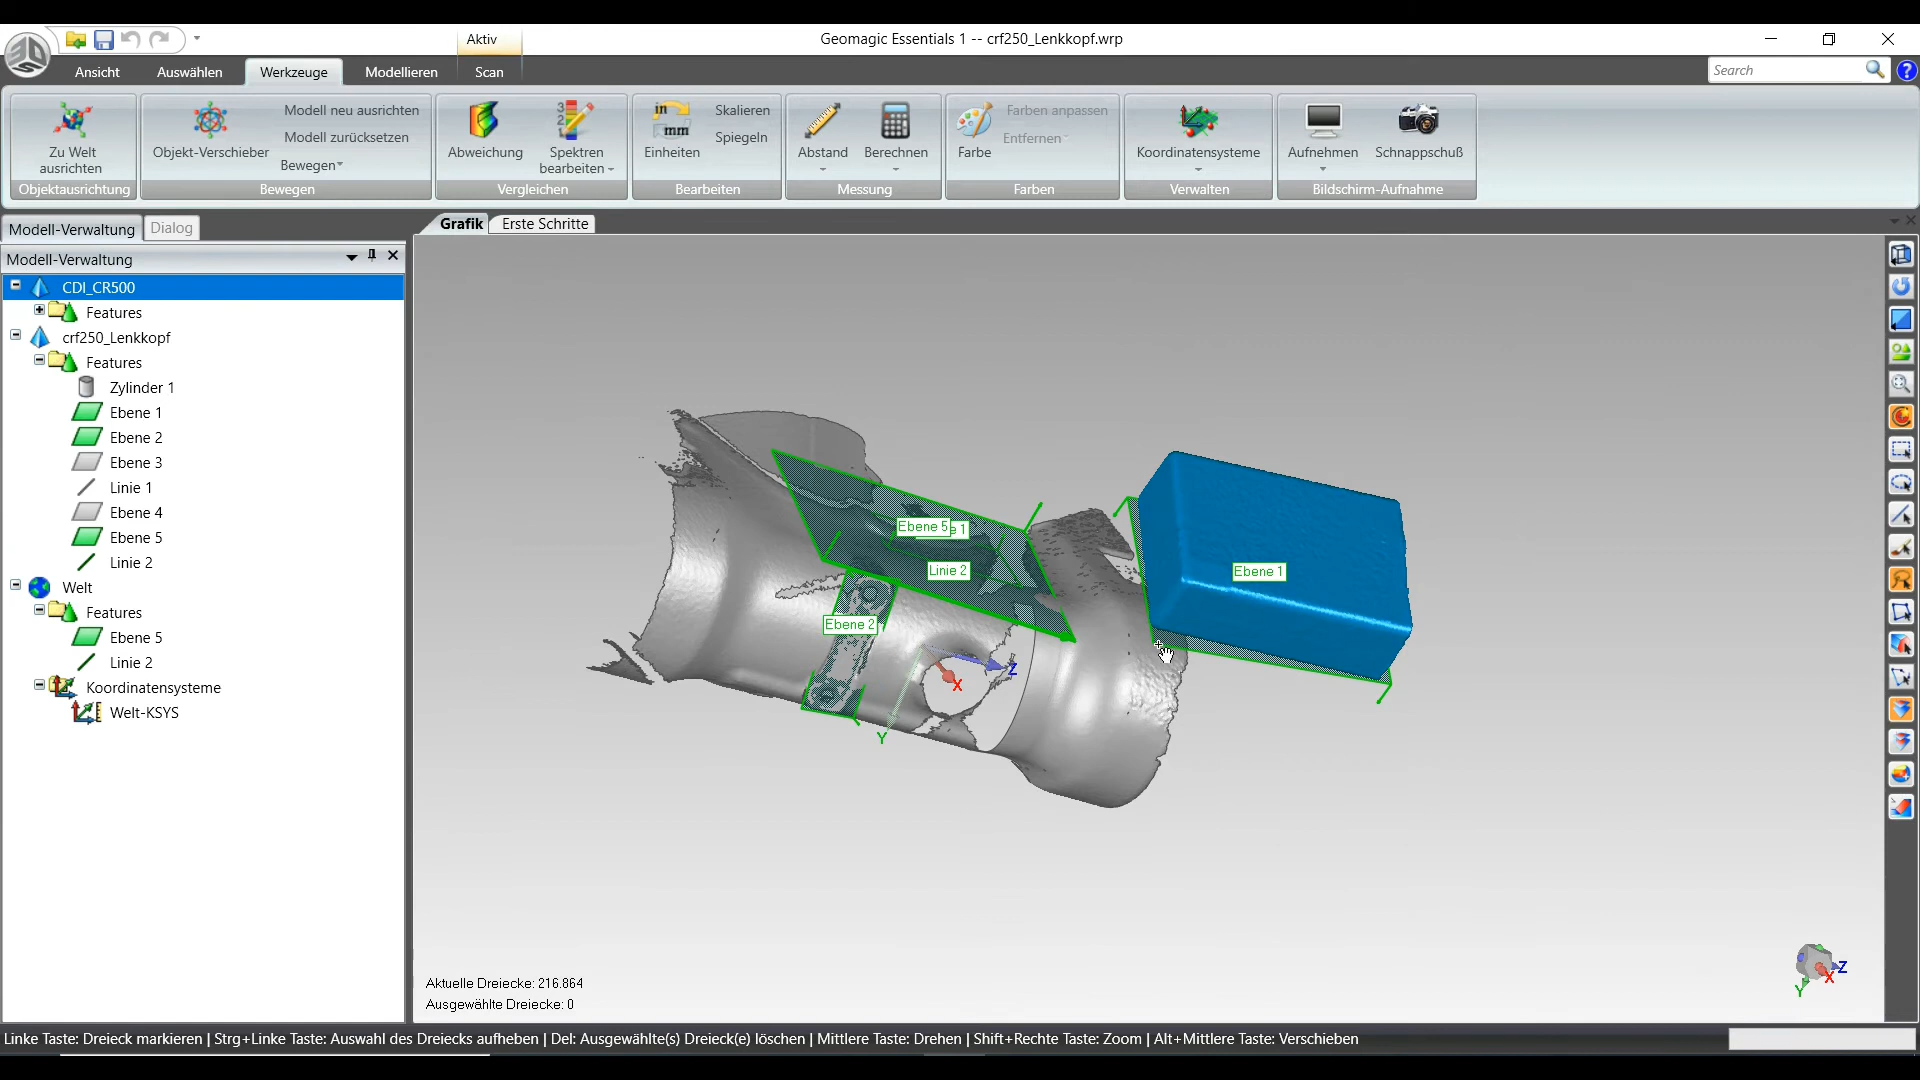 Aktiv
Geomagic Essentials 1 -- crf250_Lenkkopf.wrp
Ansicht
Auswählen
Werkzeuge
Modellieren
Scan
Search
Zu Welt
ausrichten
Objektausrichtung
Objekt-Verschieber
Modell neu ausrichten
Modell zurücksetzen
Bewegen
Bewegen
Abweichung
Spektren
bearbeiten
Vergleichen
in
mm
Einheiten
Skalieren
Spiegeln
Bearbeiten
Abstand
Berechnen
Messung
Farbe
Farben anpassen
Entfernen
Farben
Koordinatensysteme
Verwalten
Aufnehmen
Schnappschuß
Bildschirm-Aufnahme
Modell-Verwaltung
Dialog
Grafik
Erste Schritte
Modell-Verwaltung
CDI_CR500
Features
crf250_Lenkkopf
Features
Zylinder 1
Ebene 1
Ebene 2
Ebene 3
Linie 1
Ebene 4
Ebene 5
Linie 2
Welt
Features
Ebene 5
Linie 2
Koordinatensysteme
Welt-KSYS
Ebene 5
e 1
Linie 2
Ebene 2
Ebene 1
Z
X
Y
Z
X
Y
Aktuelle Dreiecke: 216.864
Ausgewählte Dreiecke: 0
Linke Taste: Dreieck markieren | Strg+Linke Taste: Auswahl des Dreiecks aufheben | Del: Ausgewählte(s) Dreieck(e) löschen | Mittlere Taste: Drehen | Shift+Rechte Taste: Zoom | Alt+Mittlere Taste: Verschieben